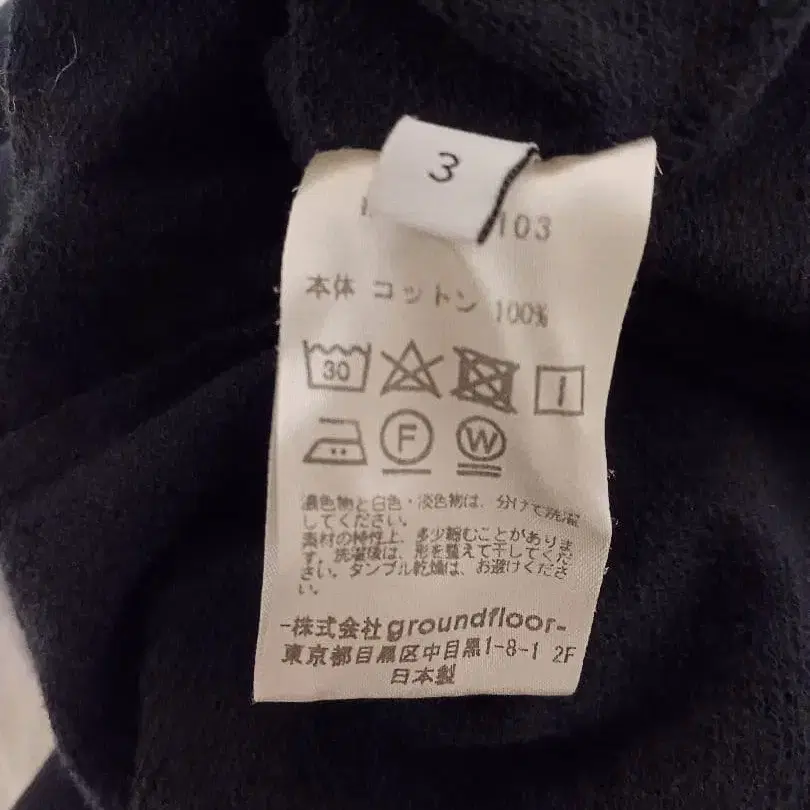 3
103
本体 コットン 100%
30
F
W
濃色物と白色・淡色物は、分けて洗濯
してください。
素材の特性上、多少縮むことがありま
す。洗濯後は、形を整えて干してくだ
さい。タンブル乾燥は、お避けくださ
い。
-株式会社groundfloor-
東京都目黒区中目黒1-8-1 2F
日本製